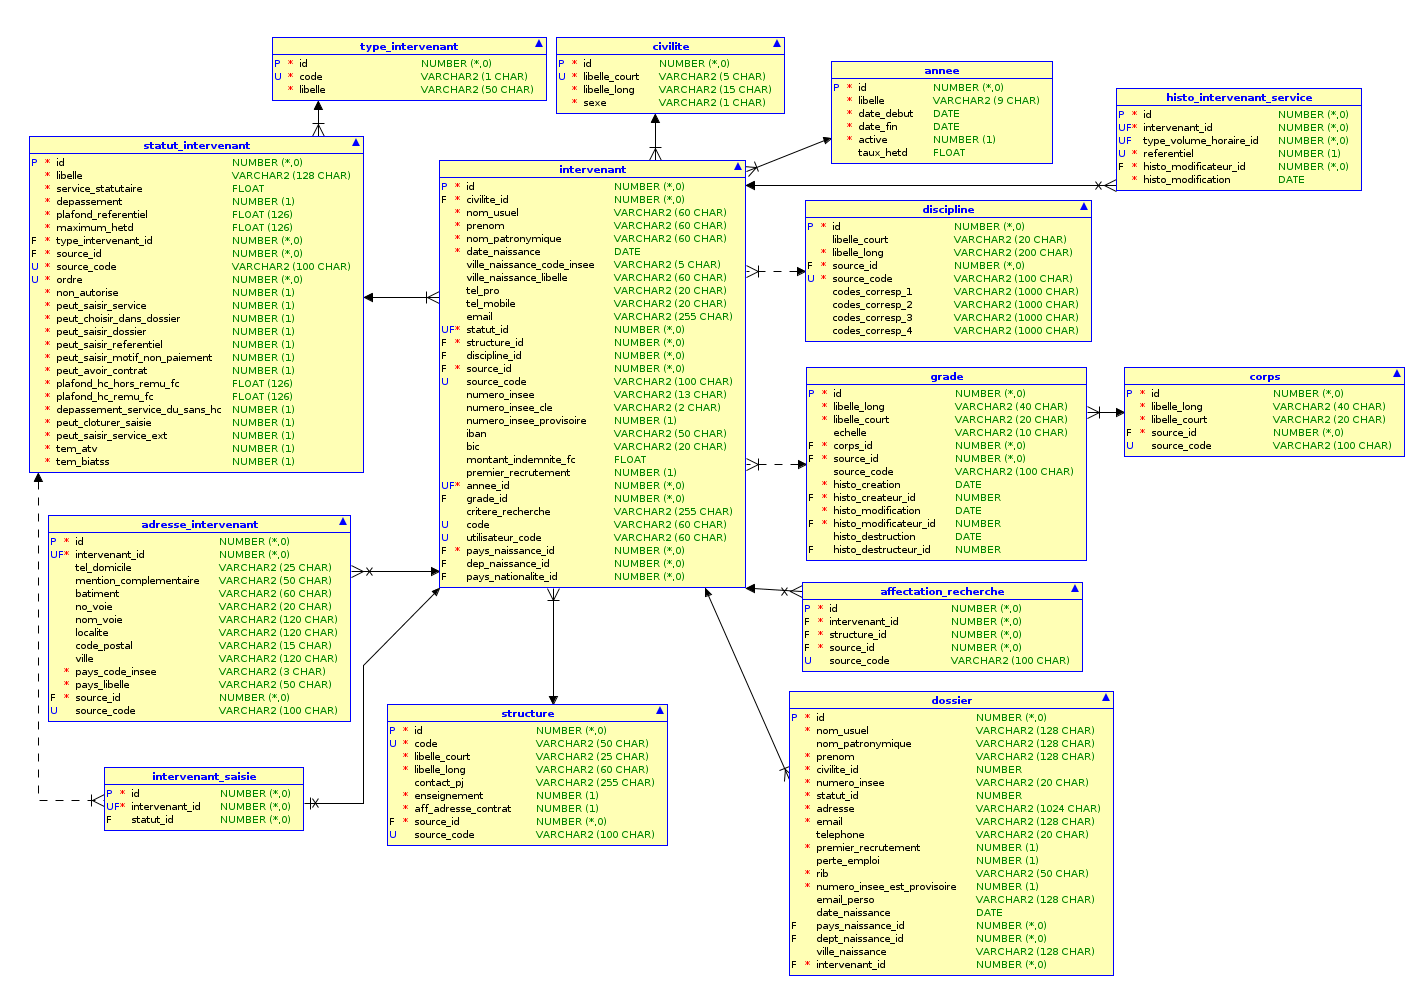 type_intervenant
P * id NUMBER (*,0)
U * code VARCHAR2 (1 CHAR)
* libelle VARCHAR2 (50 CHAR)
civilite
P * id NUMBER (*,0)
U * libelle_court VARCHAR2 (5 CHAR)
* libelle_long VARCHAR2 (15 CHAR)
* sexe VARCHAR2 (1 CHAR)
annee
P * id NUMBER (*,0)
* libelle VARCHAR2 (9 CHAR)
* date_debut DATE
* date_fin DATE
* active NUMBER (1)
taux_hetd FLOAT
histo_intervenant_service
P * id NUMBER (*,0)
UF* intervenant_id NUMBER (*,0)
UF type_volume_horaire_id NUMBER (*,0)
U * referentiel NUMBER (1)
F * histo_modificateur_id NUMBER (*,0)
* histo_modification DATE
statut_intervenant
P * id NUMBER (*,0)
* libelle VARCHAR2 (128 CHAR)
* service_statutaire FLOAT
* depassement NUMBER (1)
* plafond_referentiel FLOAT (126)
* maximum_hetd FLOAT (126)
F * type_intervenant_id NUMBER (*,0)
F * source_id NUMBER (*,0)
U * source_code VARCHAR2 (100 CHAR)
U * ordre NUMBER (*,0)
* non_autorise NUMBER (1)
* peut_saisir_service NUMBER (1)
* peut_choisir_dans_dossier NUMBER (1)
* peut_saisir_dossier NUMBER (1)
* peut_saisir_referentiel NUMBER (1)
* peut_saisir_motif_non_paiement NUMBER (1)
* peut_avoir_contrat NUMBER (1)
* plafond_hc_hors_remu_fc FLOAT (126)
* plafond_hc_remu_fc FLOAT (126)
* depassement_service_du_sans_hc NUMBER (1)
* peut_cloturer_saisie NUMBER (1)
* peut_saisir_service_ext NUMBER (1)
* tem_atv NUMBER (1)
* tem_biatss NUMBER (1)
intervenant
P * id NUMBER (*,0)
F * civilite_id NUMBER (*,0)
* nom_usuel VARCHAR2 (60 CHAR)
* prenom VARCHAR2 (60 CHAR)
* nom_patronymique VARCHAR2 (60 CHAR)
* date_naissance DATE
ville_naissance_code_insee VARCHAR2 (5 CHAR)
ville_naissance_libelle VARCHAR2 (60 CHAR)
tel_pro VARCHAR2 (20 CHAR)
tel_mobile VARCHAR2 (20 CHAR)
email VARCHAR2 (255 CHAR)
UF* statut_id NUMBER (*,0)
F * structure_id NUMBER (*,0)
F discipline_id NUMBER (*,0)
F * source_id NUMBER (*,0)
U source_code VARCHAR2 (100 CHAR)
numero_insee VARCHAR2 (13 CHAR)
numero_insee_cle VARCHAR2 (2 CHAR)
numero_insee_provisoire NUMBER (1)
iban VARCHAR2 (50 CHAR)
bic VARCHAR2 (20 CHAR)
montant_indemnite_fc FLOAT
premier_recrutement NUMBER (1)
UF* annee_id NUMBER (*,0)
F grade_id NUMBER (*,0)
critere_recherche VARCHAR2 (255 CHAR)
U code VARCHAR2 (60 CHAR)
U utilisateur_code VARCHAR2 (60 CHAR)
F * pays_naissance_id NUMBER (*,0)
F dep_naissance_id NUMBER (*,0)
F pays_nationalite_id NUMBER (*,0)
discipline
P * id NUMBER (*,0)
libelle_court VARCHAR2 (20 CHAR)
* libelle_long VARCHAR2 (200 CHAR)
F * source_id NUMBER (*,0)
U * source_code VARCHAR2 (100 CHAR)
codes_corresp_1 VARCHAR2 (1000 CHAR)
codes_corresp_2 VARCHAR2 (1000 CHAR)
codes_corresp_3 VARCHAR2 (1000 CHAR)
codes_corresp_4 VARCHAR2 (1000 CHAR)
grade
P * id NUMBER (*,0)
* libelle_long VARCHAR2 (40 CHAR)
* libelle_court VARCHAR2 (20 CHAR)
echelle VARCHAR2 (10 CHAR)
F * corps_id NUMBER (*,0)
F * source_id NUMBER (*,0)
source_code VARCHAR2 (100 CHAR)
* histo_creation DATE
F * histo_createur_id NUMBER
* histo_modification DATE
F * histo_modificateur_id NUMBER
histo_destruction DATE
F histo_destructeur_id NUMBER
corps
P * id NUMBER (*,0)
* libelle_long VARCHAR2 (40 CHAR)
* libelle_court VARCHAR2 (20 CHAR)
F * source_id NUMBER (*,0)
U source_code VARCHAR2 (100 CHAR)
adresse_intervenant
P * id NUMBER (*,0)
UF* intervenant_id NUMBER (*,0)
tel_domicile VARCHAR2 (25 CHAR)
mention_complementaire VARCHAR2 (50 CHAR)
batiment VARCHAR2 (60 CHAR)
no_voie VARCHAR2 (20 CHAR)
nom_voie VARCHAR2 (120 CHAR)
localite VARCHAR2 (120 CHAR)
code_postal VARCHAR2 (15 CHAR)
ville VARCHAR2 (120 CHAR)
* pays_code_insee VARCHAR2 (3 CHAR)
* pays_libelle VARCHAR2 (50 CHAR)
F * source_id NUMBER (*,0)
U source_code VARCHAR2 (100 CHAR)
affectation_recherche
P * id NUMBER (*,0)
F * intervenant_id NUMBER (*,0)
F * structure_id NUMBER (*,0)
F * source_id NUMBER (*,0)
U source_code VARCHAR2 (100 CHAR)
intervenant_saisie
P * id NUMBER (*,0)
UF* intervenant_id NUMBER (*,0)
F statut_id NUMBER (*,0)
structure
P * id NUMBER (*,0)
U * code VARCHAR2 (50 CHAR)
* libelle_court VARCHAR2 (25 CHAR)
* libelle_long VARCHAR2 (60 CHAR)
contact_pj VARCHAR2 (255 CHAR)
* enseignement NUMBER (1)
* aff_adresse_contrat NUMBER (1)
F * source_id NUMBER (*,0)
U source_code VARCHAR2 (100 CHAR)
dossier
P * id NUMBER (*,0)
* nom_usuel VARCHAR2 (128 CHAR)
nom_patronymique VARCHAR2 (128 CHAR)
* prenom VARCHAR2 (128 CHAR)
* civilite_id NUMBER
* numero_insee VARCHAR2 (20 CHAR)
* statut_id NUMBER
* adresse VARCHAR2 (1024 CHAR)
* email VARCHAR2 (128 CHAR)
telephone VARCHAR2 (20 CHAR)
* premier_recrutement NUMBER (1)
perte_emploi NUMBER (1)
* rib VARCHAR2 (50 CHAR)
* numero_insee_est_provisoire NUMBER (1)
email_perso VARCHAR2 (128 CHAR)
date_naissance DATE
F pays_naissance_id NUMBER (*,0)
F dept_naissance_id NUMBER (*,0)
ville_naissance VARCHAR2 (128 CHAR)
F * intervenant_id NUMBER (*,0)